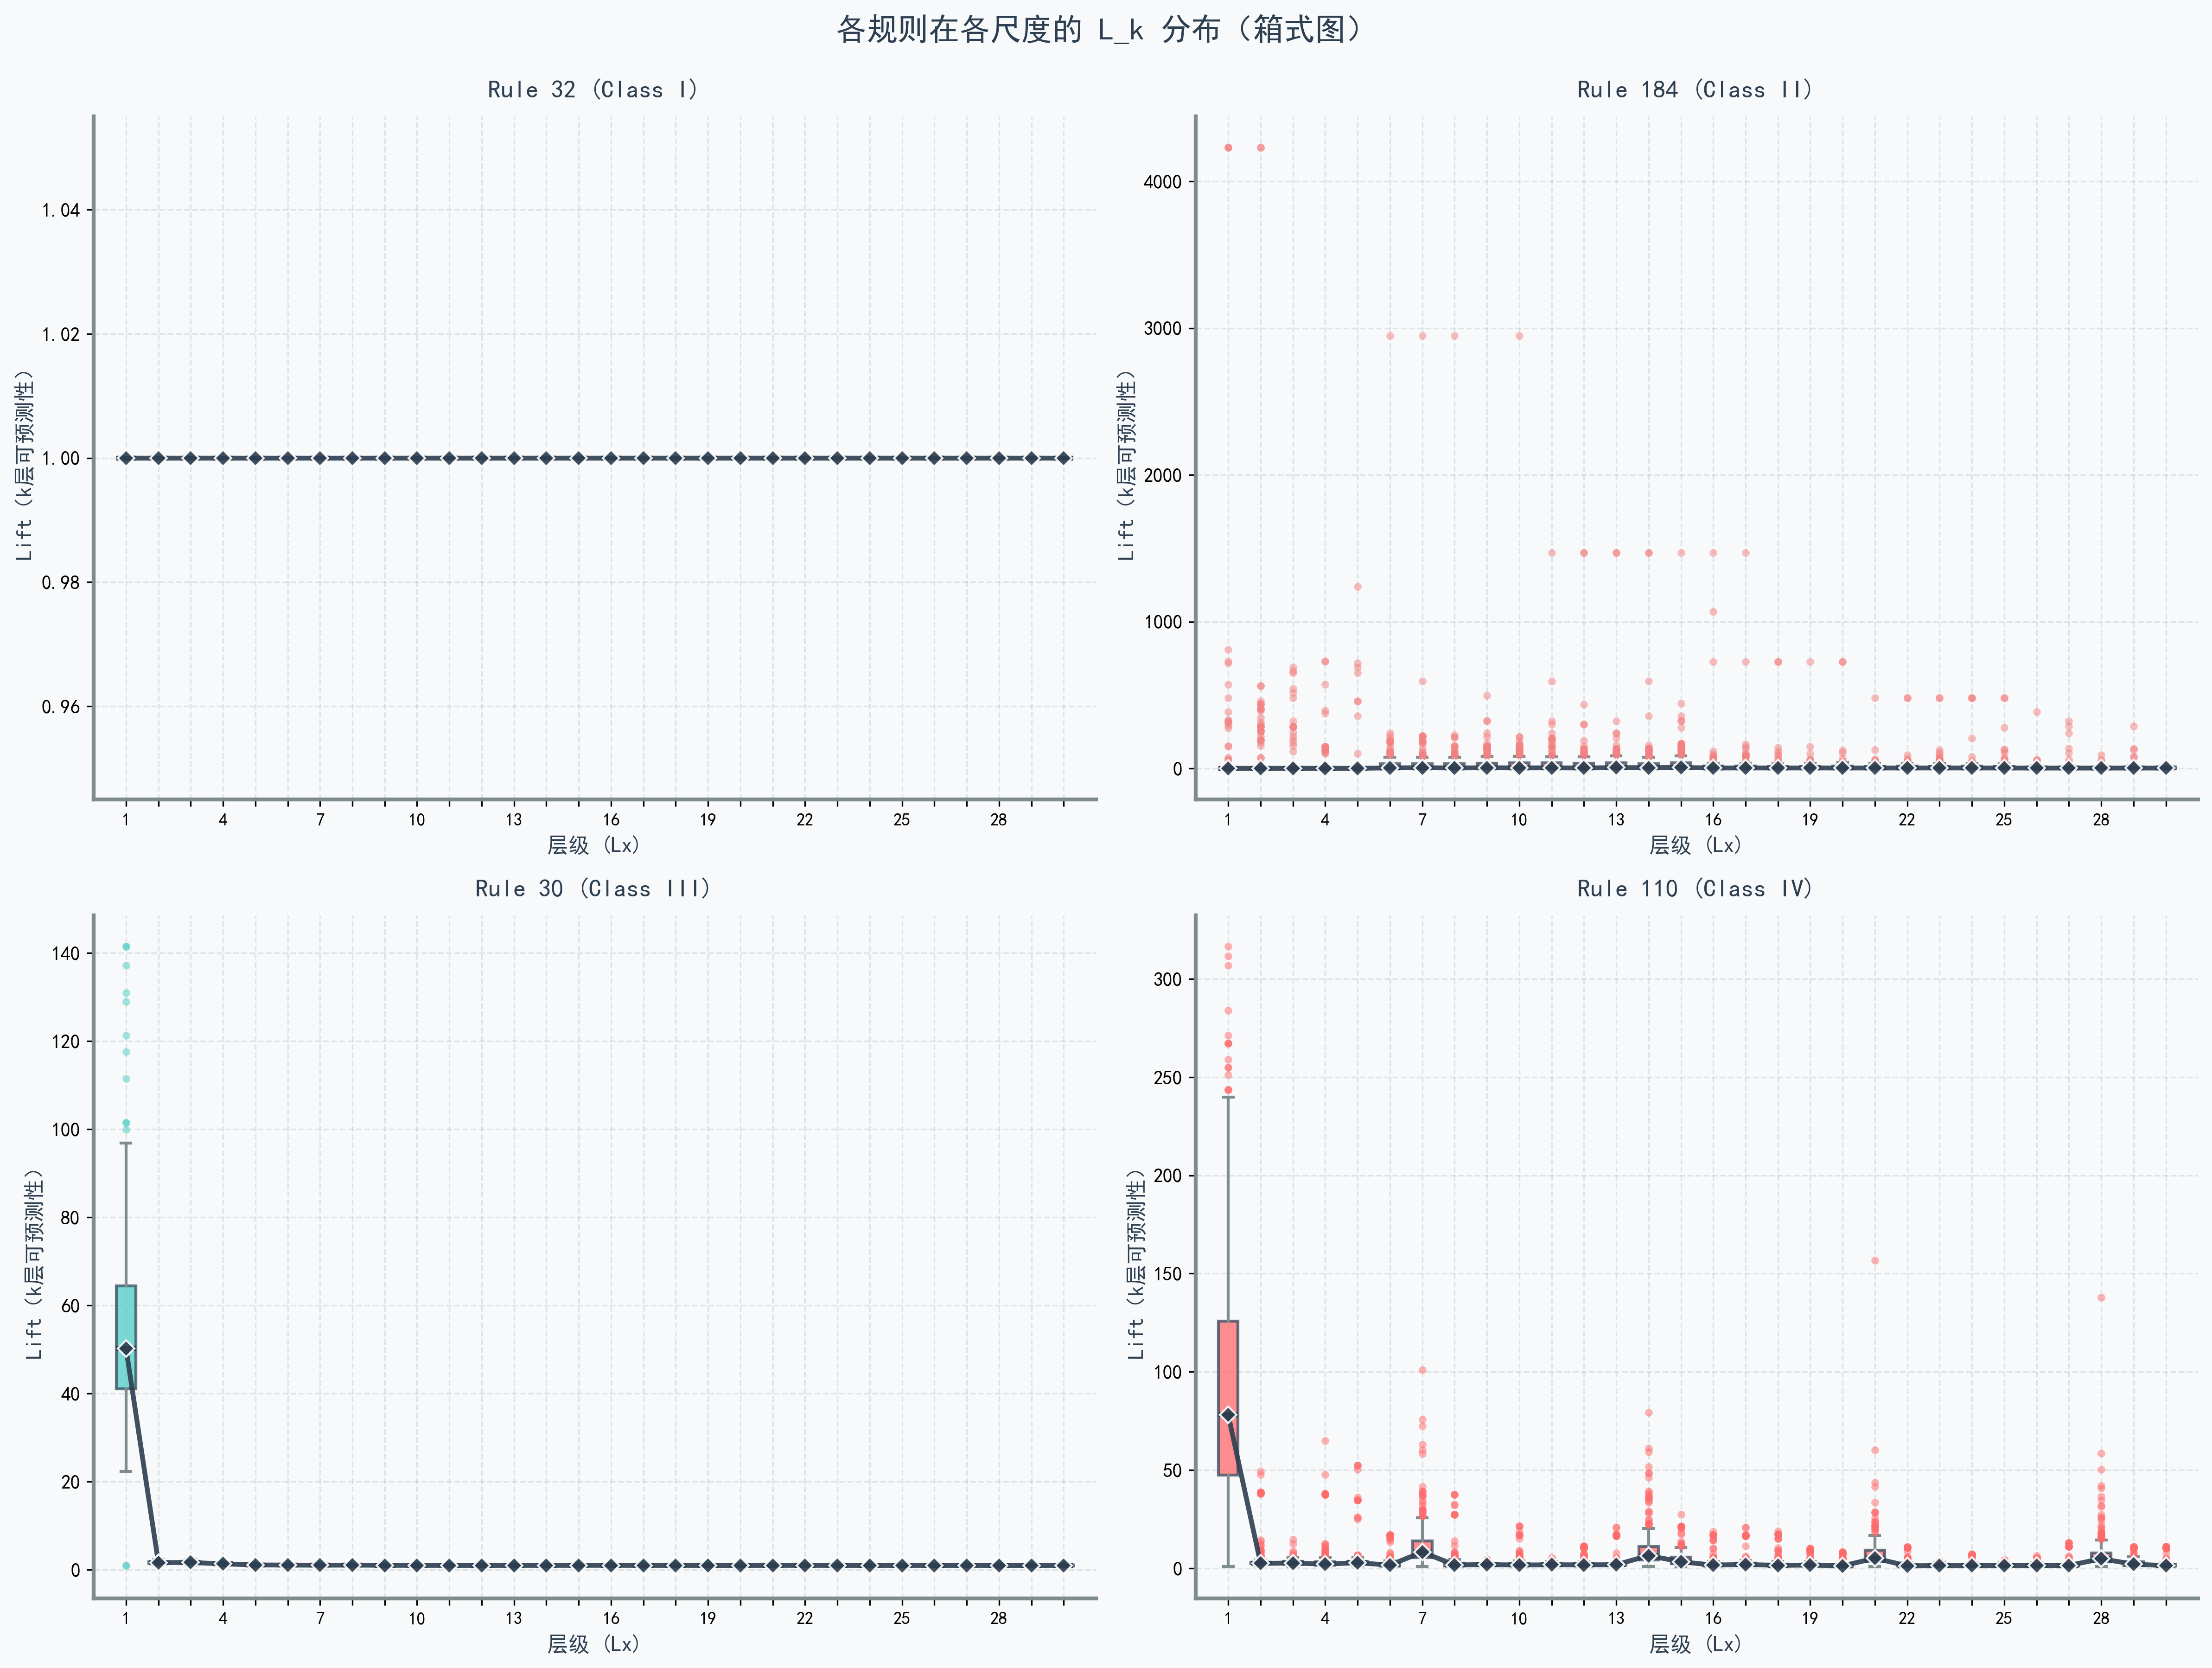 各规则在各尺度的 L_k 分布（箱式图）
Rule 32 (Class I)
Lift（k层可预测性）
1.04
1.02
1.00
0.98
0.96
1 4 7 10 13 16 19 22 25 28
层级 (Lx)
Rule 184 (Class II)
Lift（k层可预测性）
4000
3000
2000
1000
0
1 4 7 10 13 16 19 22 25 28
层级 (Lx)
Rule 30 (Class III)
Lift（k层可预测性）
140
120
100
80
60
40
20
0
1 4 7 10 13 16 19 22 25 28
层级 (Lx)
Rule 110 (Class IV)
Lift（k层可预测性）
300
250
200
150
100
50
0
1 4 7 10 13 16 19 22 25 28
层级 (Lx)